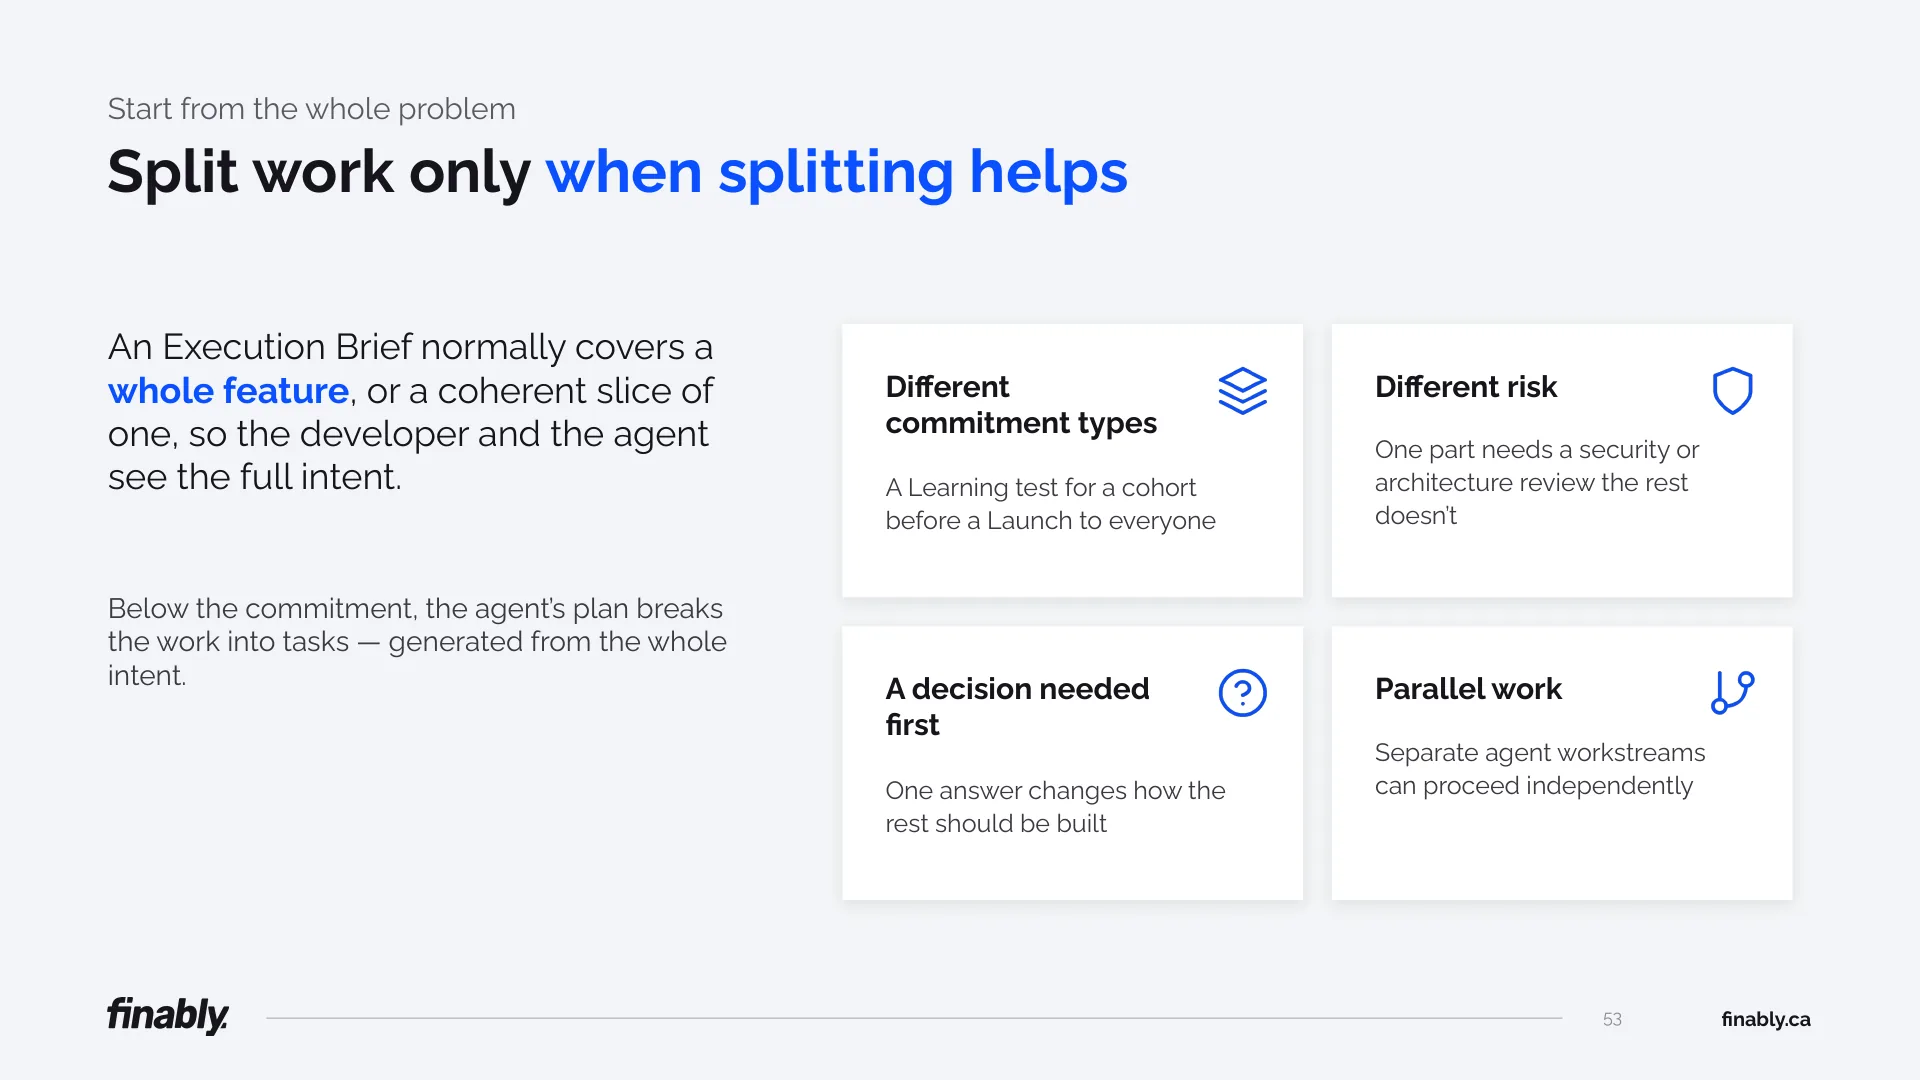 Start from the whole problem
Split work only when splitting helps
An Execution Brief normally covers a
whole feature, or a coherent slice of
one, so the developer and the agent
see the full intent.
Below the commitment, the agent’s plan breaks
the work into tasks — generated from the whole
intent.
Different
commitment types
A Learning test for a cohort
before a Launch to everyone
Different risk
One part needs a security or
architecture review the rest
doesn’t
A decision needed
first
One answer changes how the
rest should be built
Parallel work
Separate agent workstreams
can proceed independently
finably.
53
finably.ca